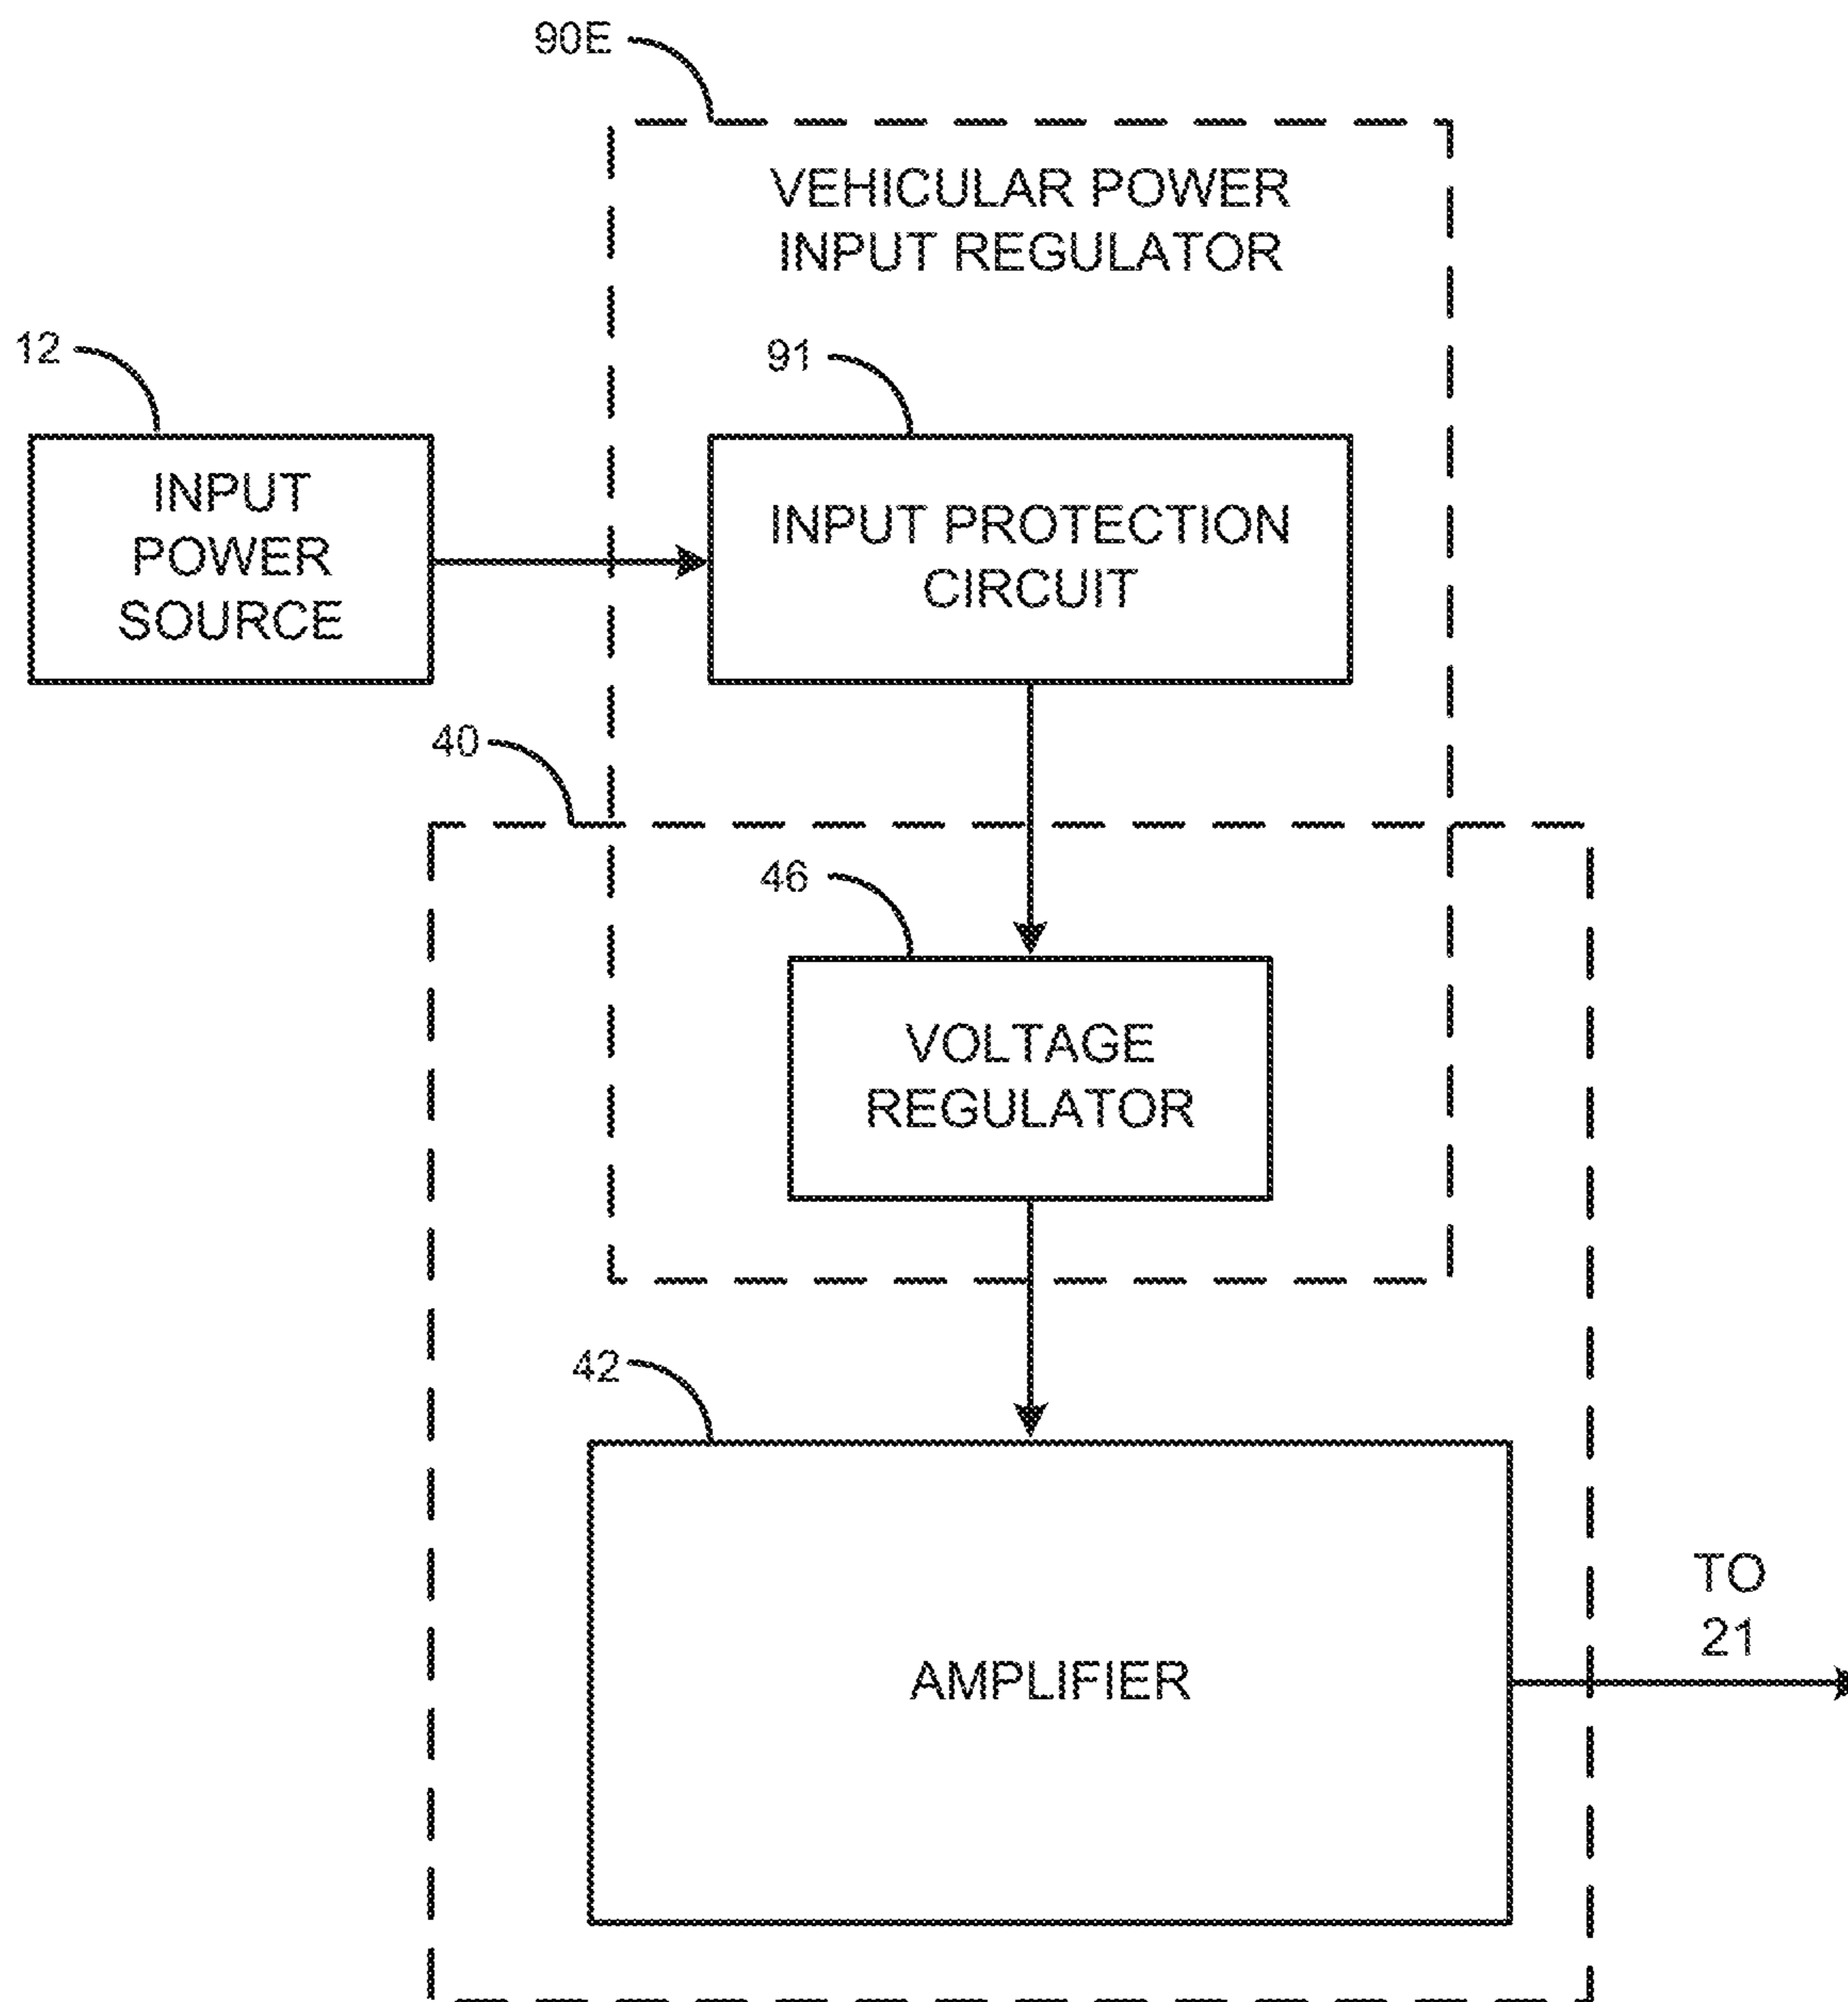 90E
VEHICULAR POWER
INPUT REGULATOR
12
91
INPUT
POWER
SOURCE
INPUT PROTECTION
CIRCUIT
40
46
VOLTAGE
REGULATOR
42
AMPLIFIER
TO
21